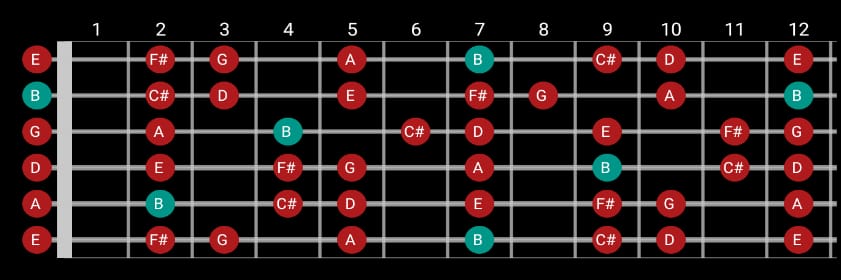 1 2 3 4 5 6 7 8 9 10 11 12
E F# G A B C# D E
B C# D E F# G A B
G A B C# D E F# G
D E F# G A B C# D
A B C# D E F# G A
E F# G A B C# D E